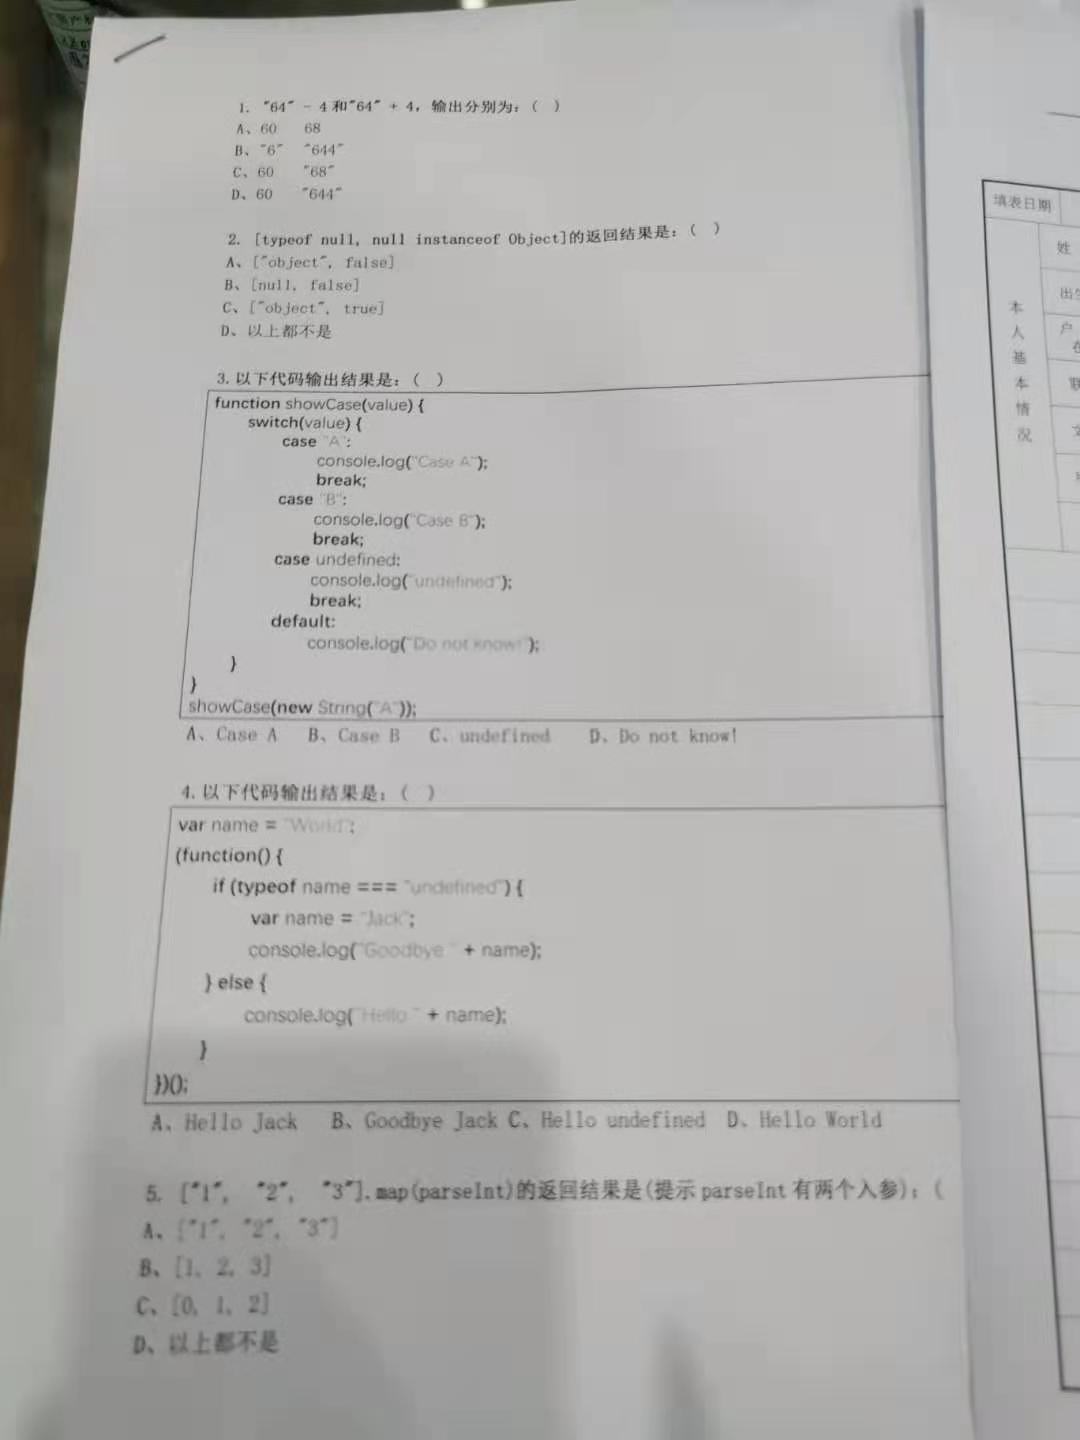 1. "64" - 4 和"64" + 4, 输出分别为: ( )
A、60 68
B、"6" "644"
C、60 "68"
D、60 "644"
2. [typeof null, null instanceof Object]的返回结果是: ( )
A、["object", false]
B、[null, false]
C、["object", true]
D、以上都不是
3. 以下代码输出结果是: ( )
function showCase(value) {
switch(value) {
case "A":
console.log("Case A");
break;
case "B":
console.log("Case B");
break;
case undefined:
console.log("undefined");
break;
default:
console.log("Do not know!");
}
}
showCase(new String("A"));
A、Case A B、Case B C、undefined D、Do not know!
4. 以下代码输出结果是: ( )
var name = "World";
(function() {
if (typeof name === "undefined") {
var name = "Jack";
console.log("Goodbye " + name);
} else {
console.log("Hello " + name);
}
})();
A、Hello Jack B、Goodbye Jack C、Hello undefined D、Hello World
5. ["1", "2", "3"].map(parseInt)的返回结果是(提示 parseInt 有两个入参): (
A、["1", "2", "3"]
B、[1, 2, 3]
C、[0, 1, 2]
D、以上都不是
填表日期
姓
户
本人基本情况